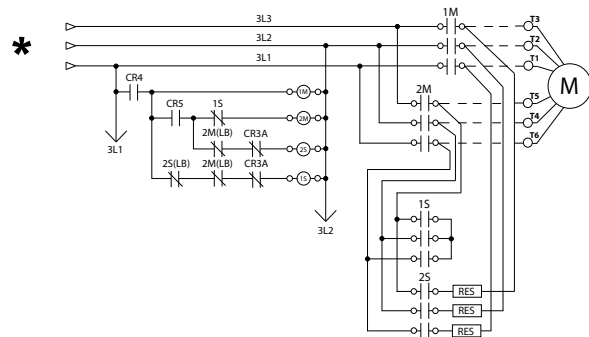 *
1M
3L3
T3
3L2
T2
3L1
T1
CR4
1M
2M
M
CR5
1S
2M
T5
T4
2M(LB)
CR3A
2S
T6
3L1
2S(LB)
2M(LB)
CR3A
1S
1S
3L2
2S
RES
RES
RES